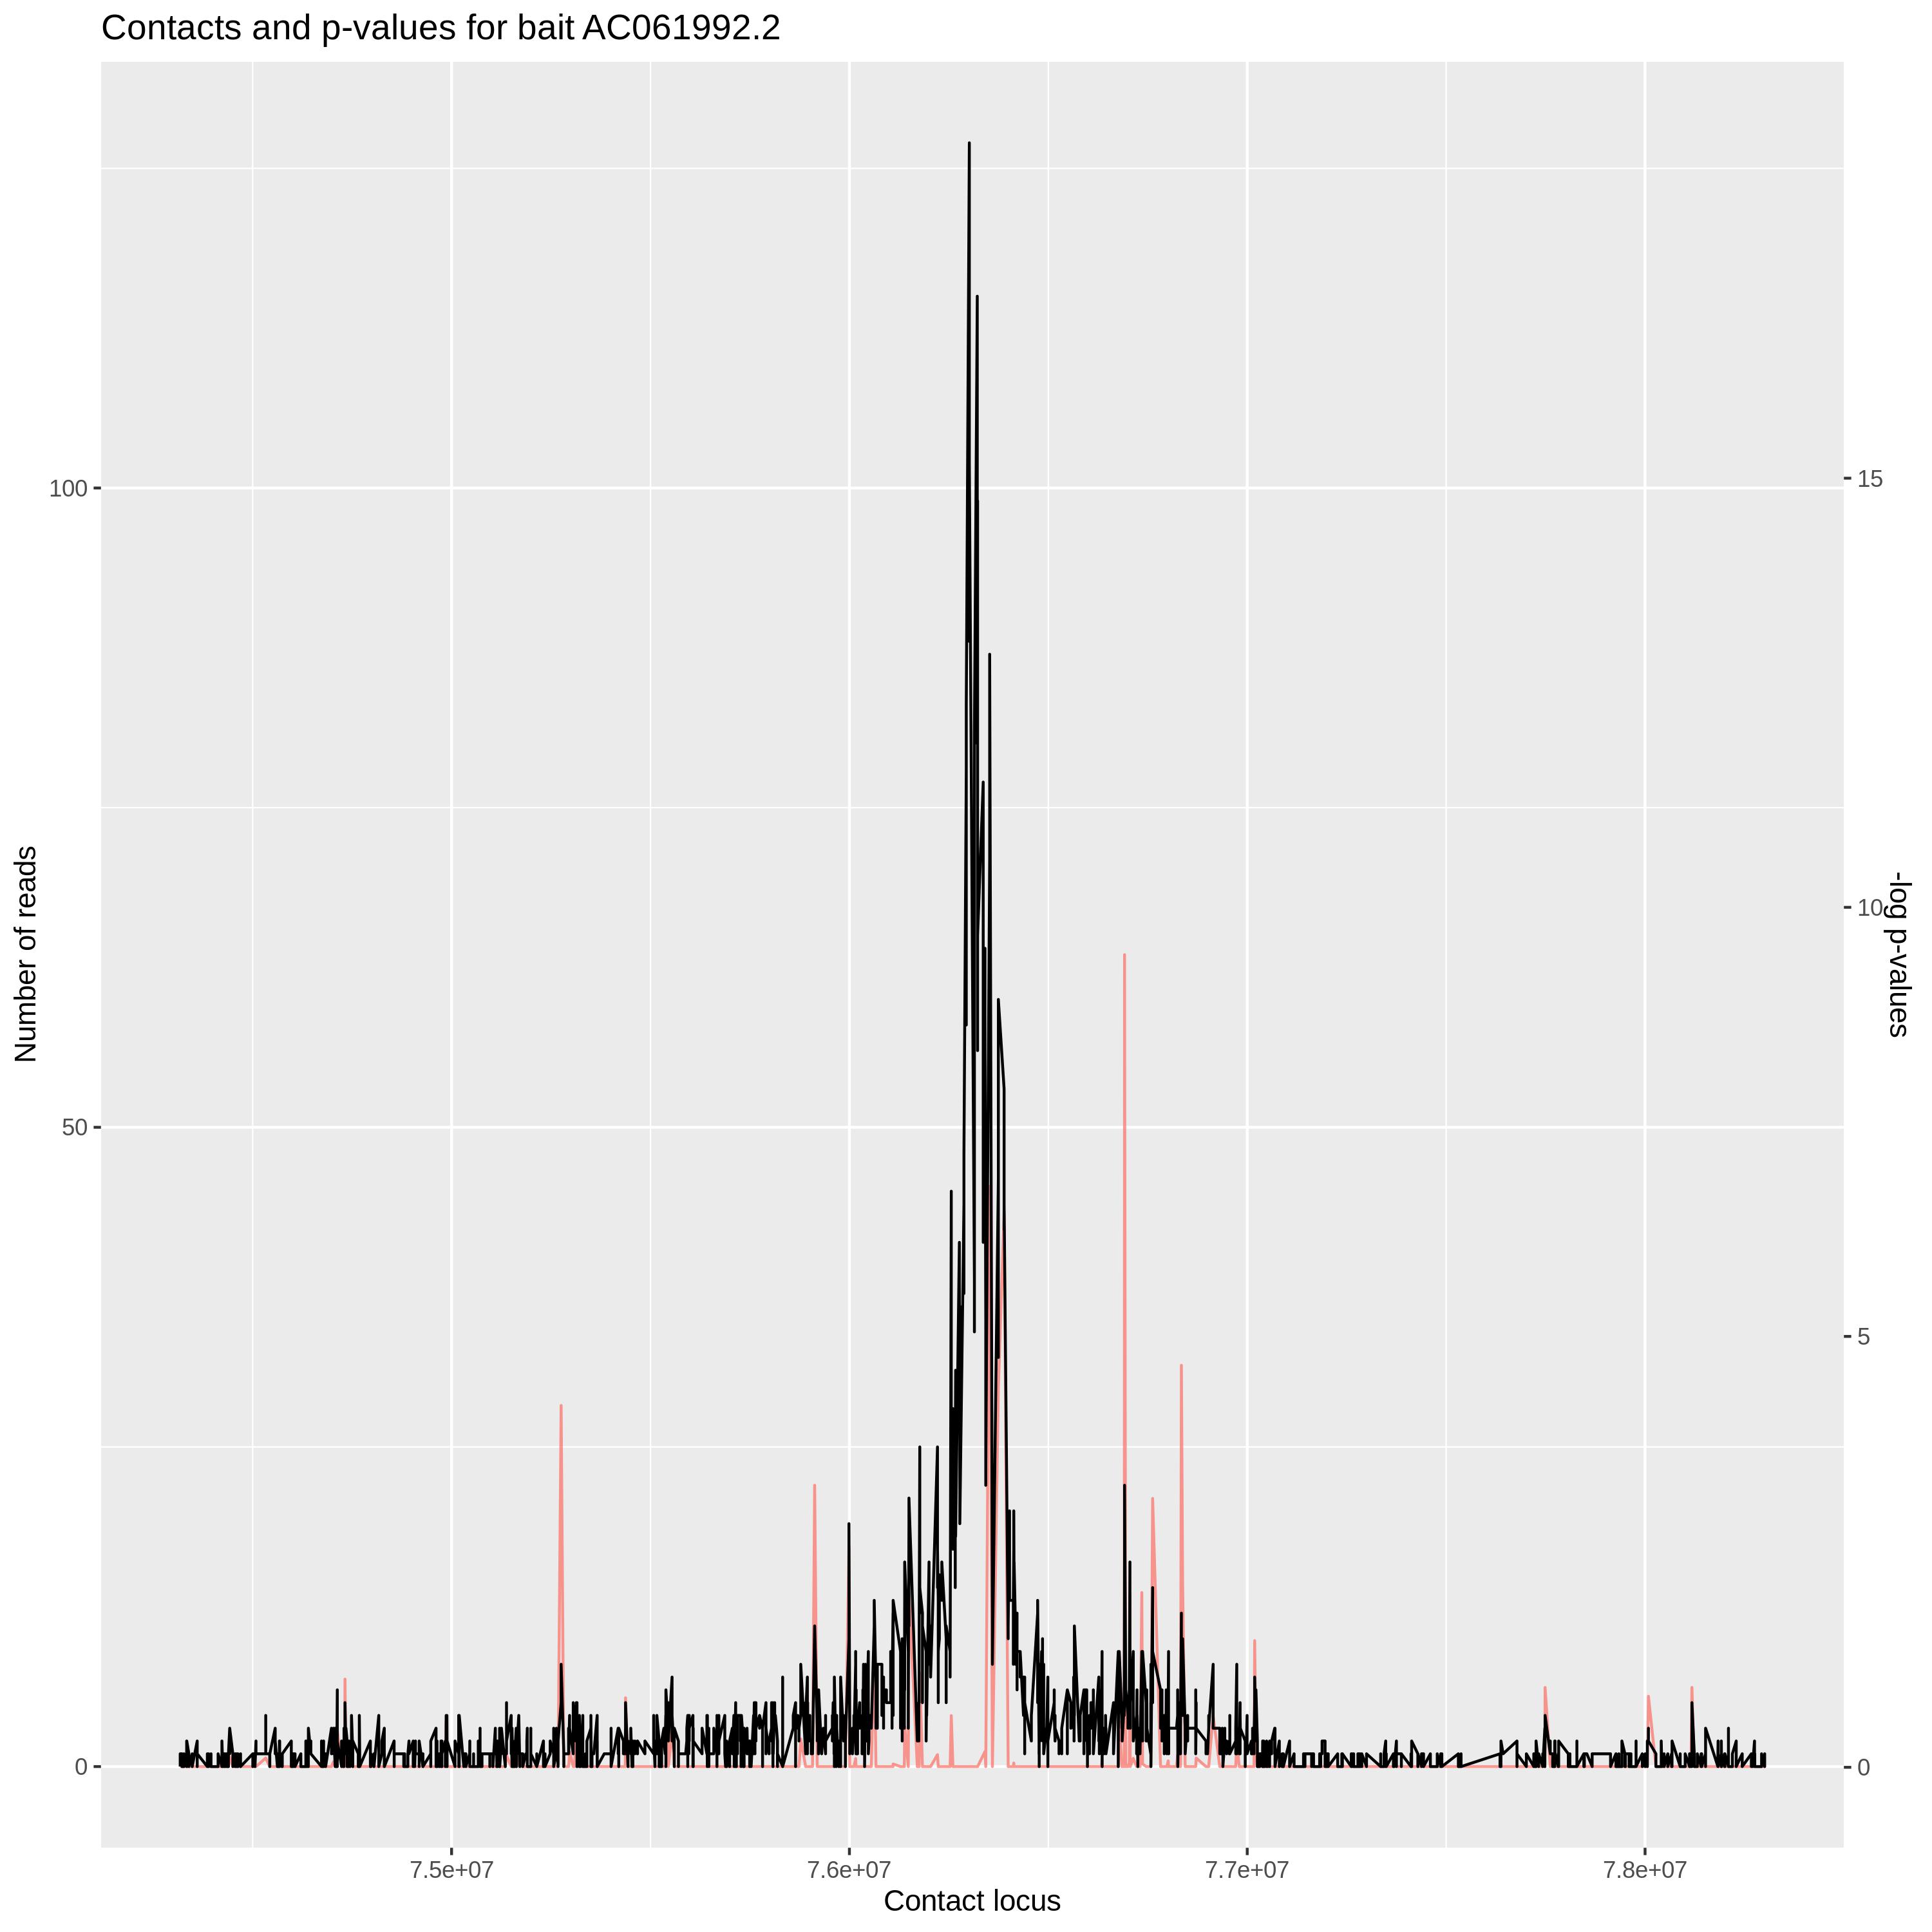 Contacts and p-values for bait AC061992.2
Number of reads
100
50
0
15
10
5
0
-log p-values
7.5e+07
7.6e+07
7.7e+07
7.8e+07
Contact locus